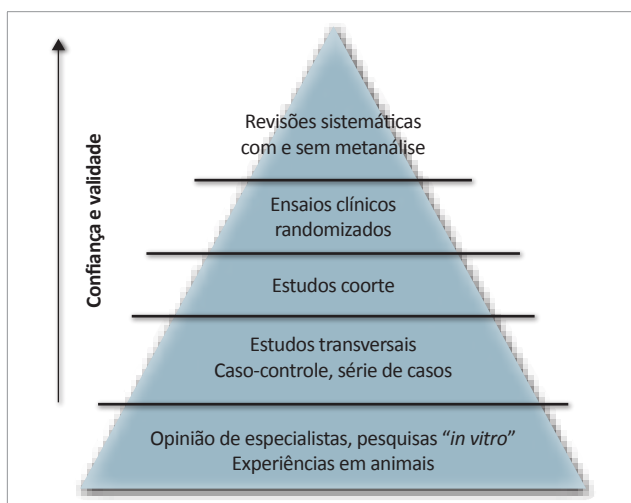 Confiança e validade
Revisões sistemáticas
com e sem metanálise
Ensaios clínicos
randomizados
Estudos coorte
Estudos transversais
Caso-controle, série de casos
Opinião de especialistas, pesquisas “in vitro”
Experiências em animais